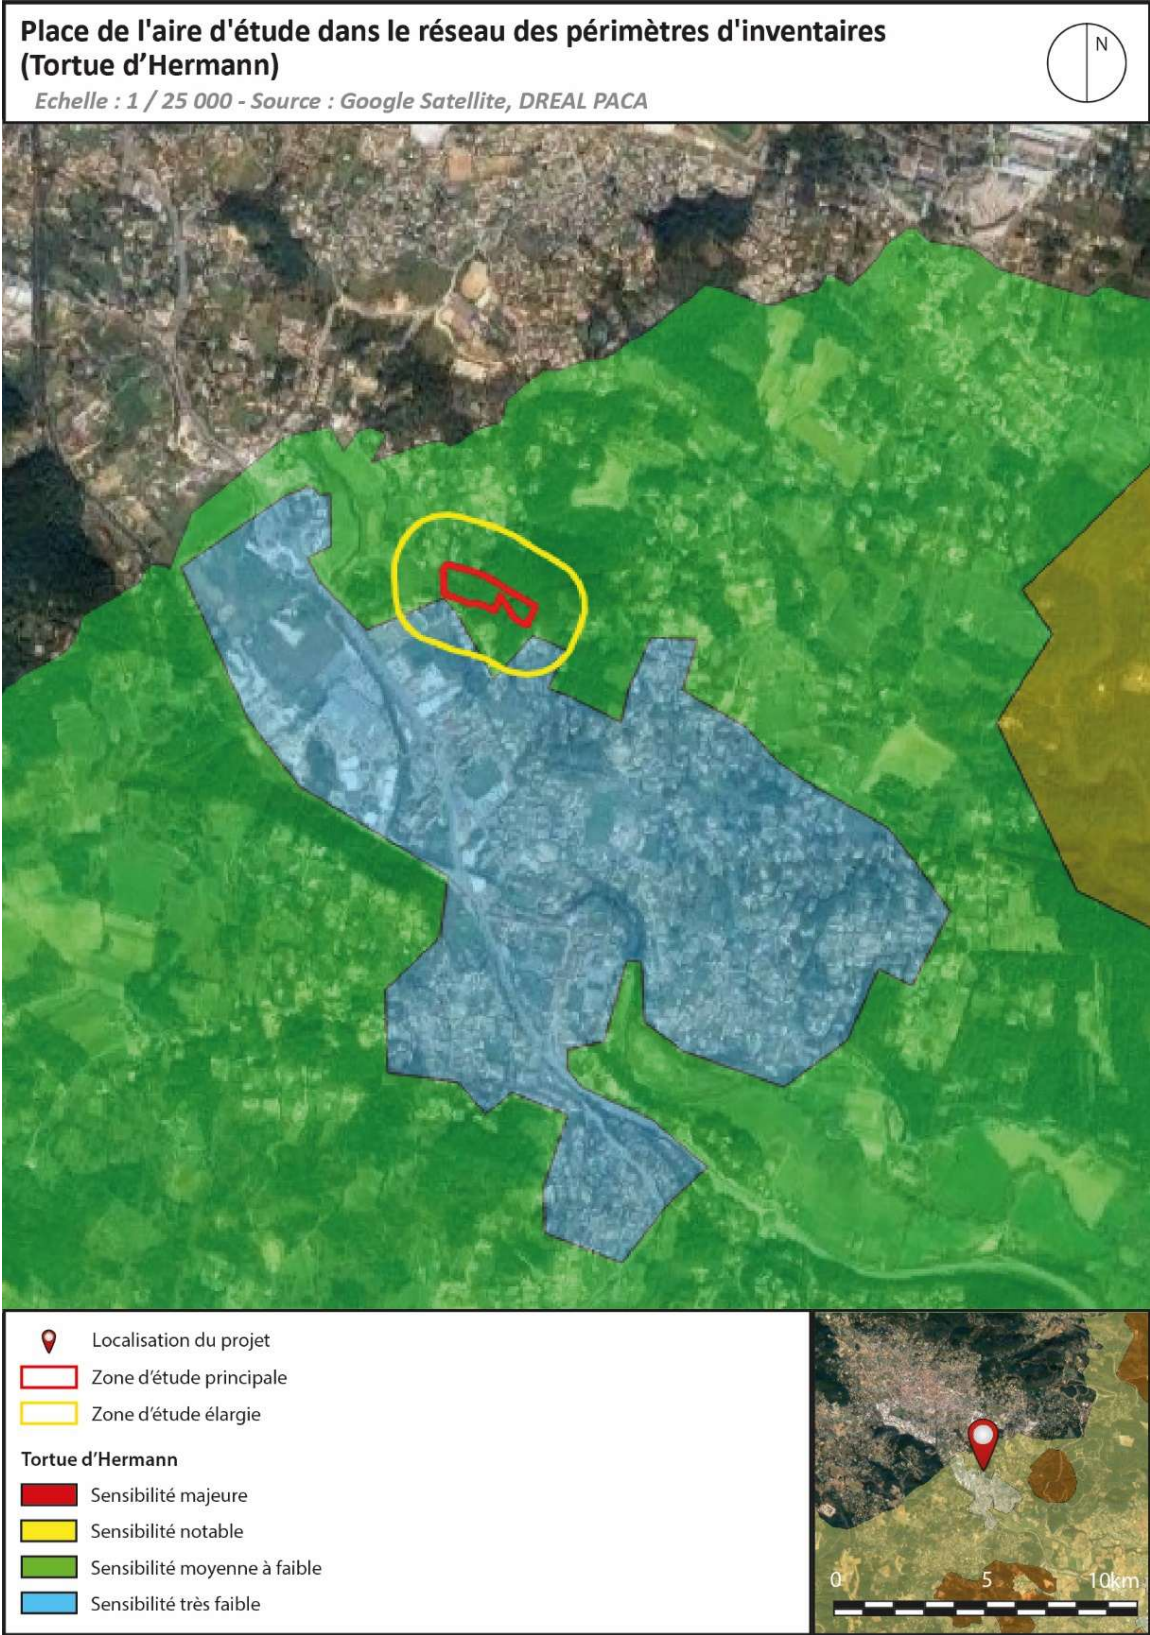 Place de l'aire d'étude dans le réseau des périmètres d'inventaires
(Tortue d’Hermann)
N
Echelle : 1 / 25 000 - Source : Google Satellite, DREAL PACA
Localisation du projet
Zone d’étude principale
Zone d’étude élargie
Tortue d’Hermann
Sensibilité majeure
Sensibilité notable
Sensibilité moyenne à faible
Sensibilité très faible
0 5 10km